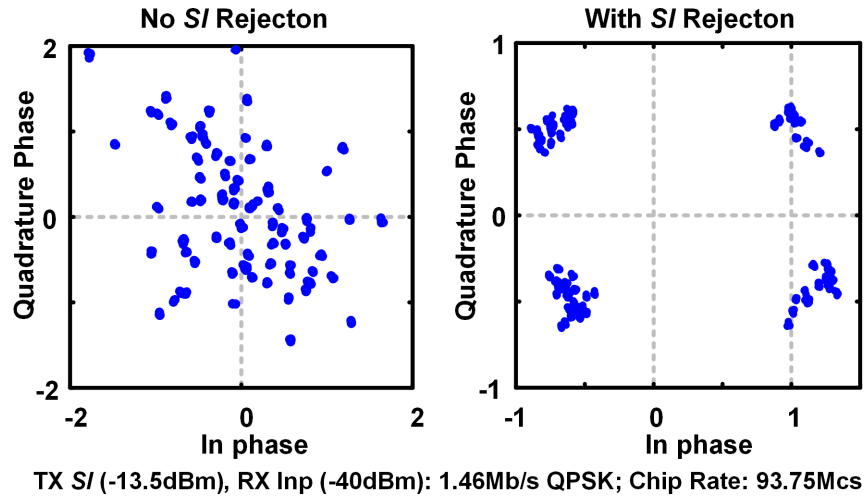 No SI Rejecton
With SI Rejecton
Quadrature Phase
2
0
-2
-2
0
2
In phase
Quadrature Phase
1
0
-1
-1
0
1
In phase
TX SI (-13.5dBm), RX Inp (-40dBm): 1.46Mb/s QPSK; Chip Rate: 93.75Mcs